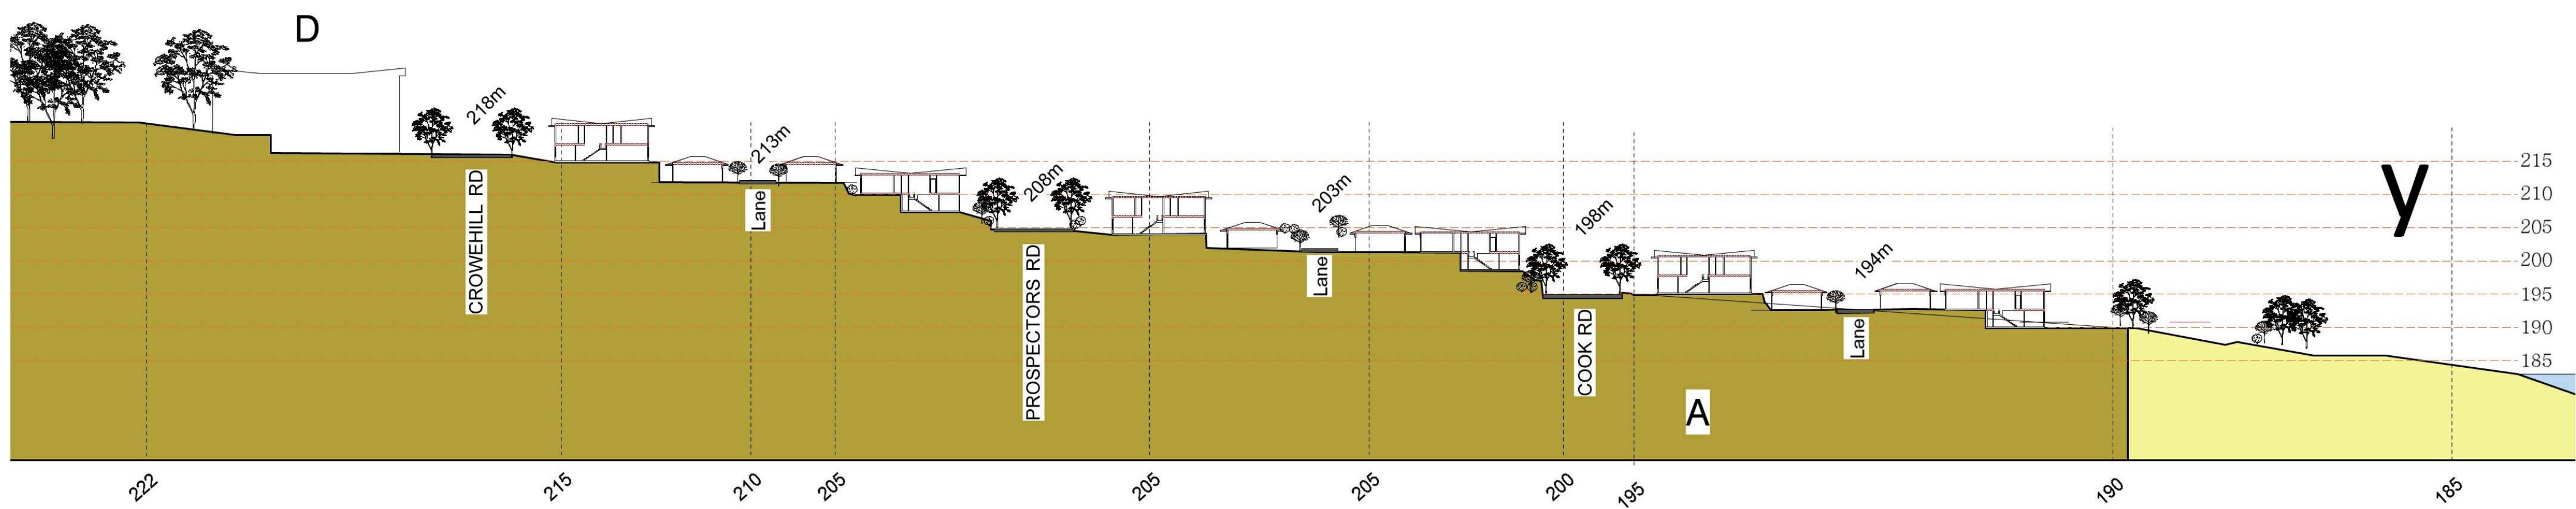 D
218m
213m
208m
203m
198m
194m
y
215
210
205
200
195
190
185
CROWEHILL RD
Lane
PROSPECTORS RD
Lane
COOK RD
Lane
A
222
215
210
205
205
205
200
195
190
185